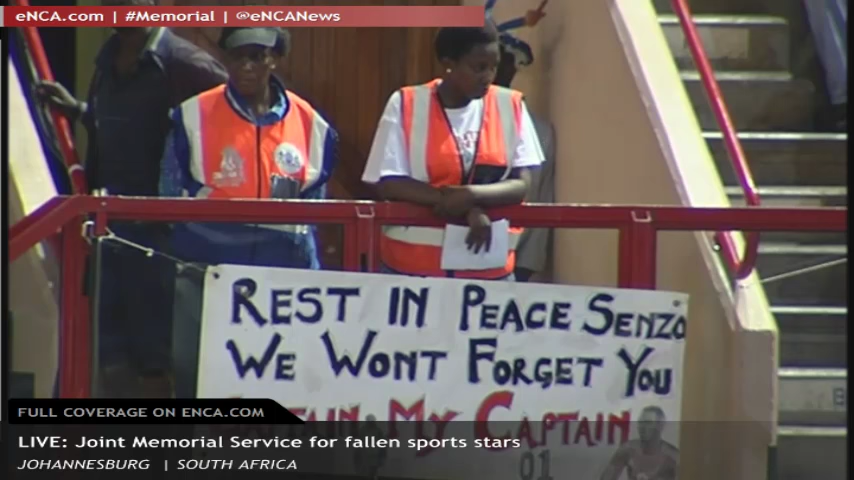 eNCA.com | #Memorial | @eNCANews
REST IN PEACE SENZO
WE WONT FORGET YOU
CAPTAIN MY CAPTAIN
01
FULL COVERAGE ON ENCA.COM
LIVE: Joint Memorial Service for fallen sports stars
JOHANNESBURG | SOUTH AFRICA